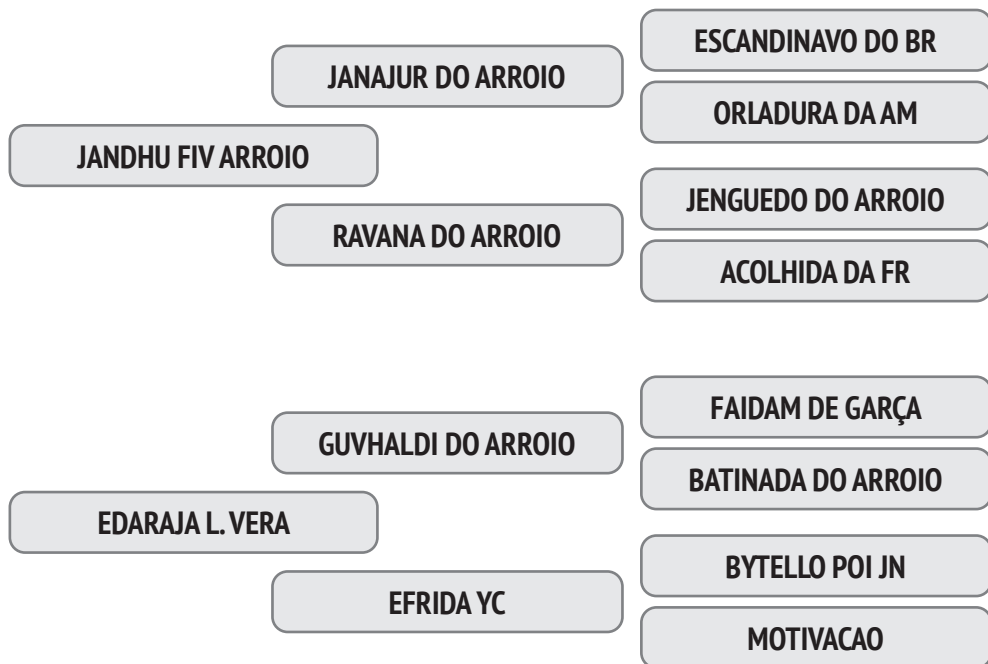 ESCANDINAVO DO BR
JANAJUR DO ARROIO
ORLADURA DA AM
JANDHU FIV ARROIO
JENGUEDO DO ARROIO
RAVANA DO ARROIO
ACOLHIDA DA FR
FAIDAM DE GARÇA
GUVHALDI DO ARROIO
BATINADA DO ARROIO
EDARAJA L. VERA
BYTELLO POI JN
EFRIDA YC
MOTIVACAO